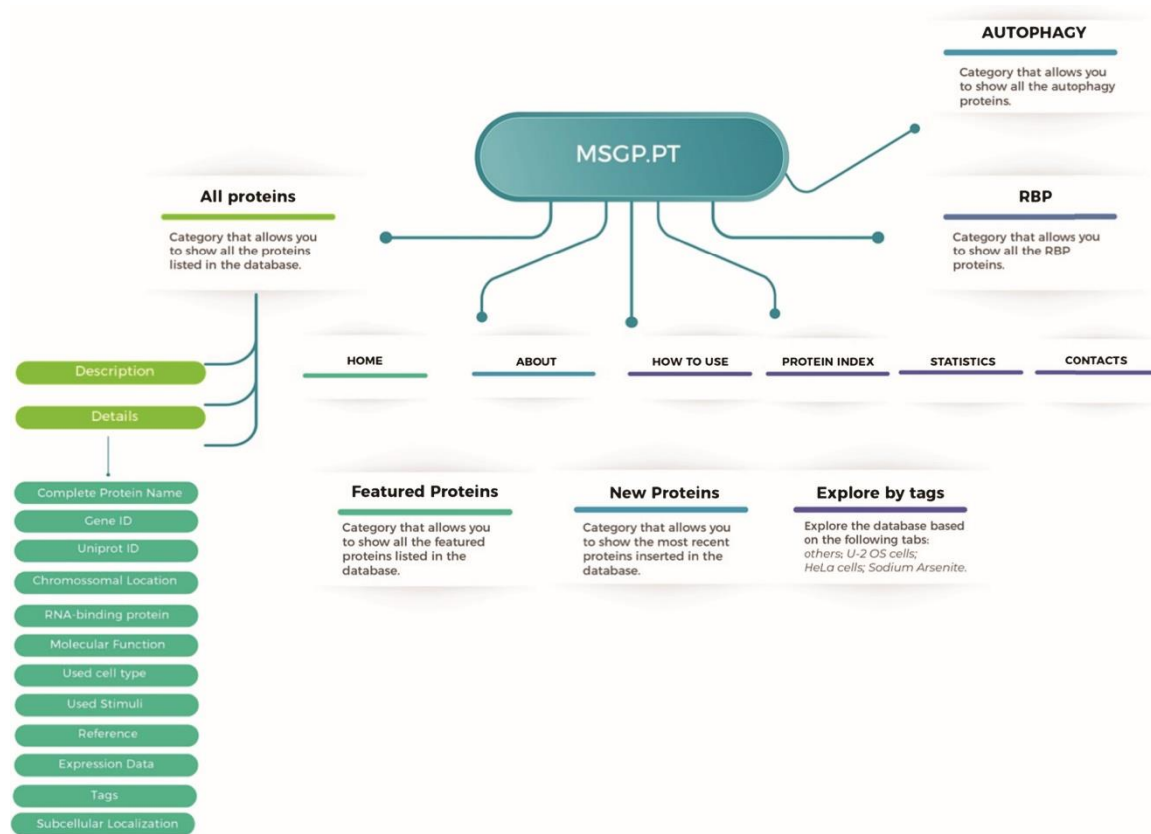 AUTOPHAGY
Category that allows you
to show all the autophagy
proteins.
MSGP.PT
All proteins
Category that allows you
to show all the proteins
listed in the database.
RBP
Category that allows you
to show all the RBP
proteins.
HOME
ABOUT
HOW TO USE
PROTEIN INDEX
STATISTICS
CONTACTS
Description
Details
Complete Protein Name
Gene ID
Uniprot ID
Chromossomal Location
RNA-binding protein
Molecular Function
Used cell type
Used Stimuli
Reference
Expression Data
Tags
Subcellular Localization
Featured Proteins
Category that allows you
to show all the featured
proteins listed in the
database.
New Proteins
Category that allows you
to show the most recent
proteins inserted in the
database.
Explore by tags
Explore the database based
on the following tabs:
others; U-2 OS cells;
HeLa cells; Sodium Arsenite.